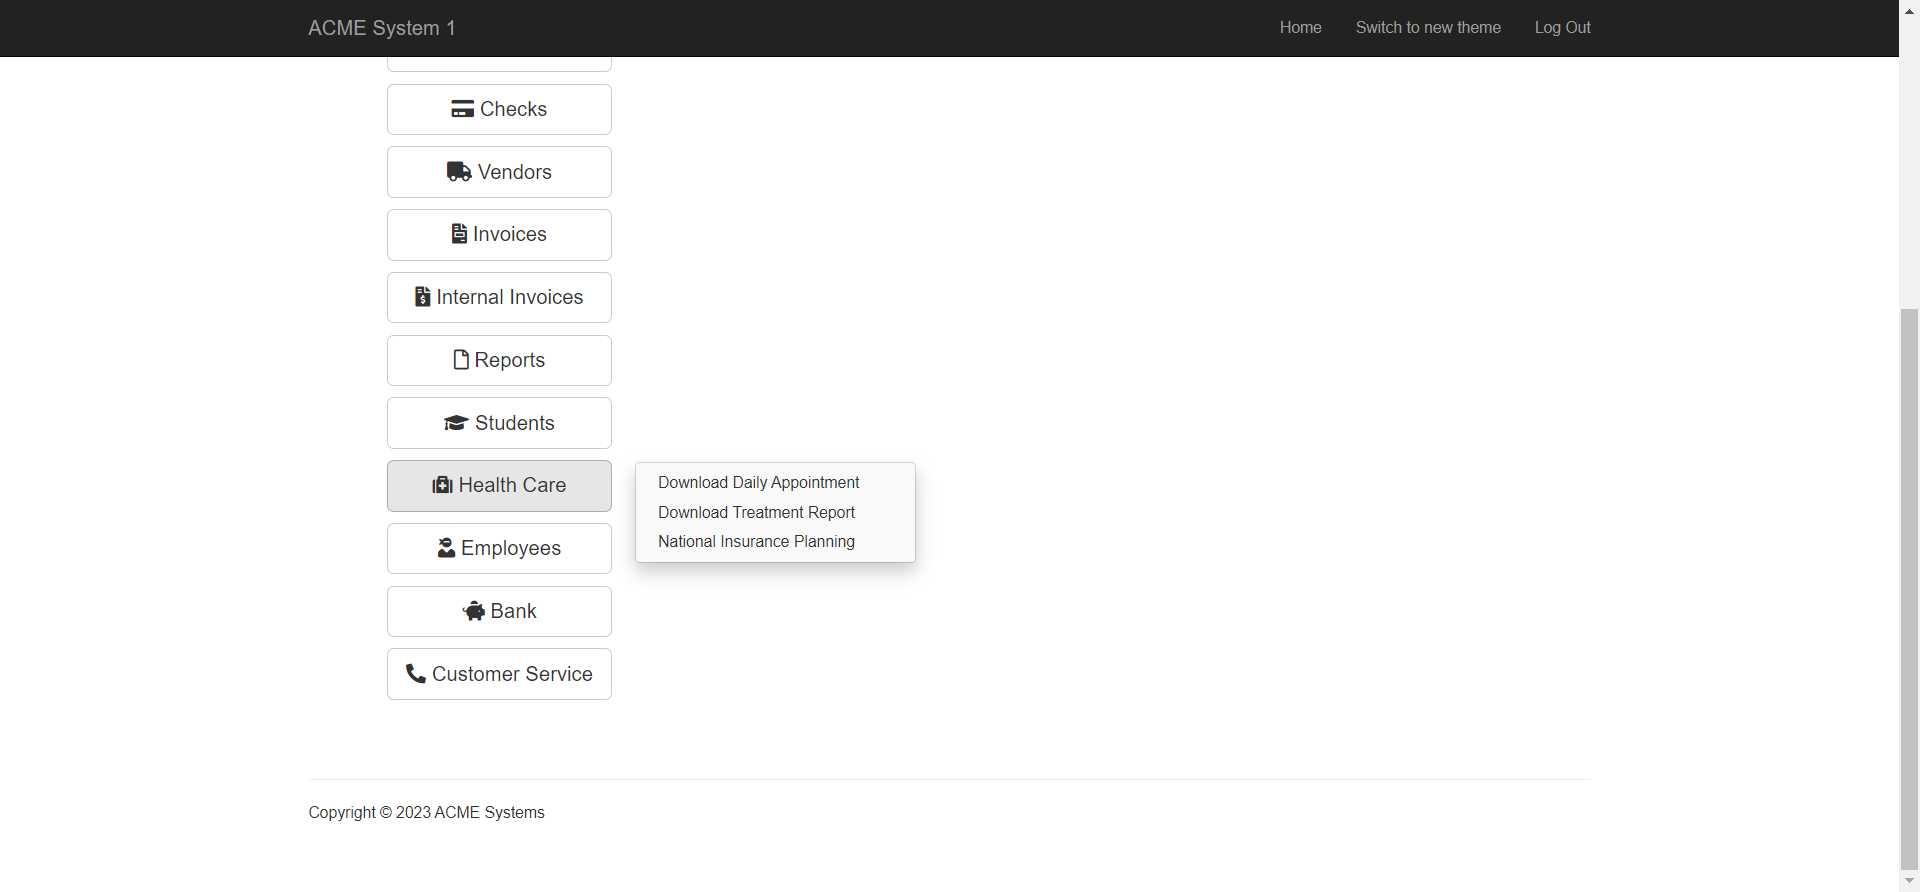 ACME System 1
Home
Switch to new theme
Log Out
Checks
Vendors
Invoices
Internal Invoices
Reports
Students
Health Care
Download Daily Appointment
Download Treatment Report
National Insurance Planning
Employees
Bank
Customer Service
Copyright © 2023 ACME Systems